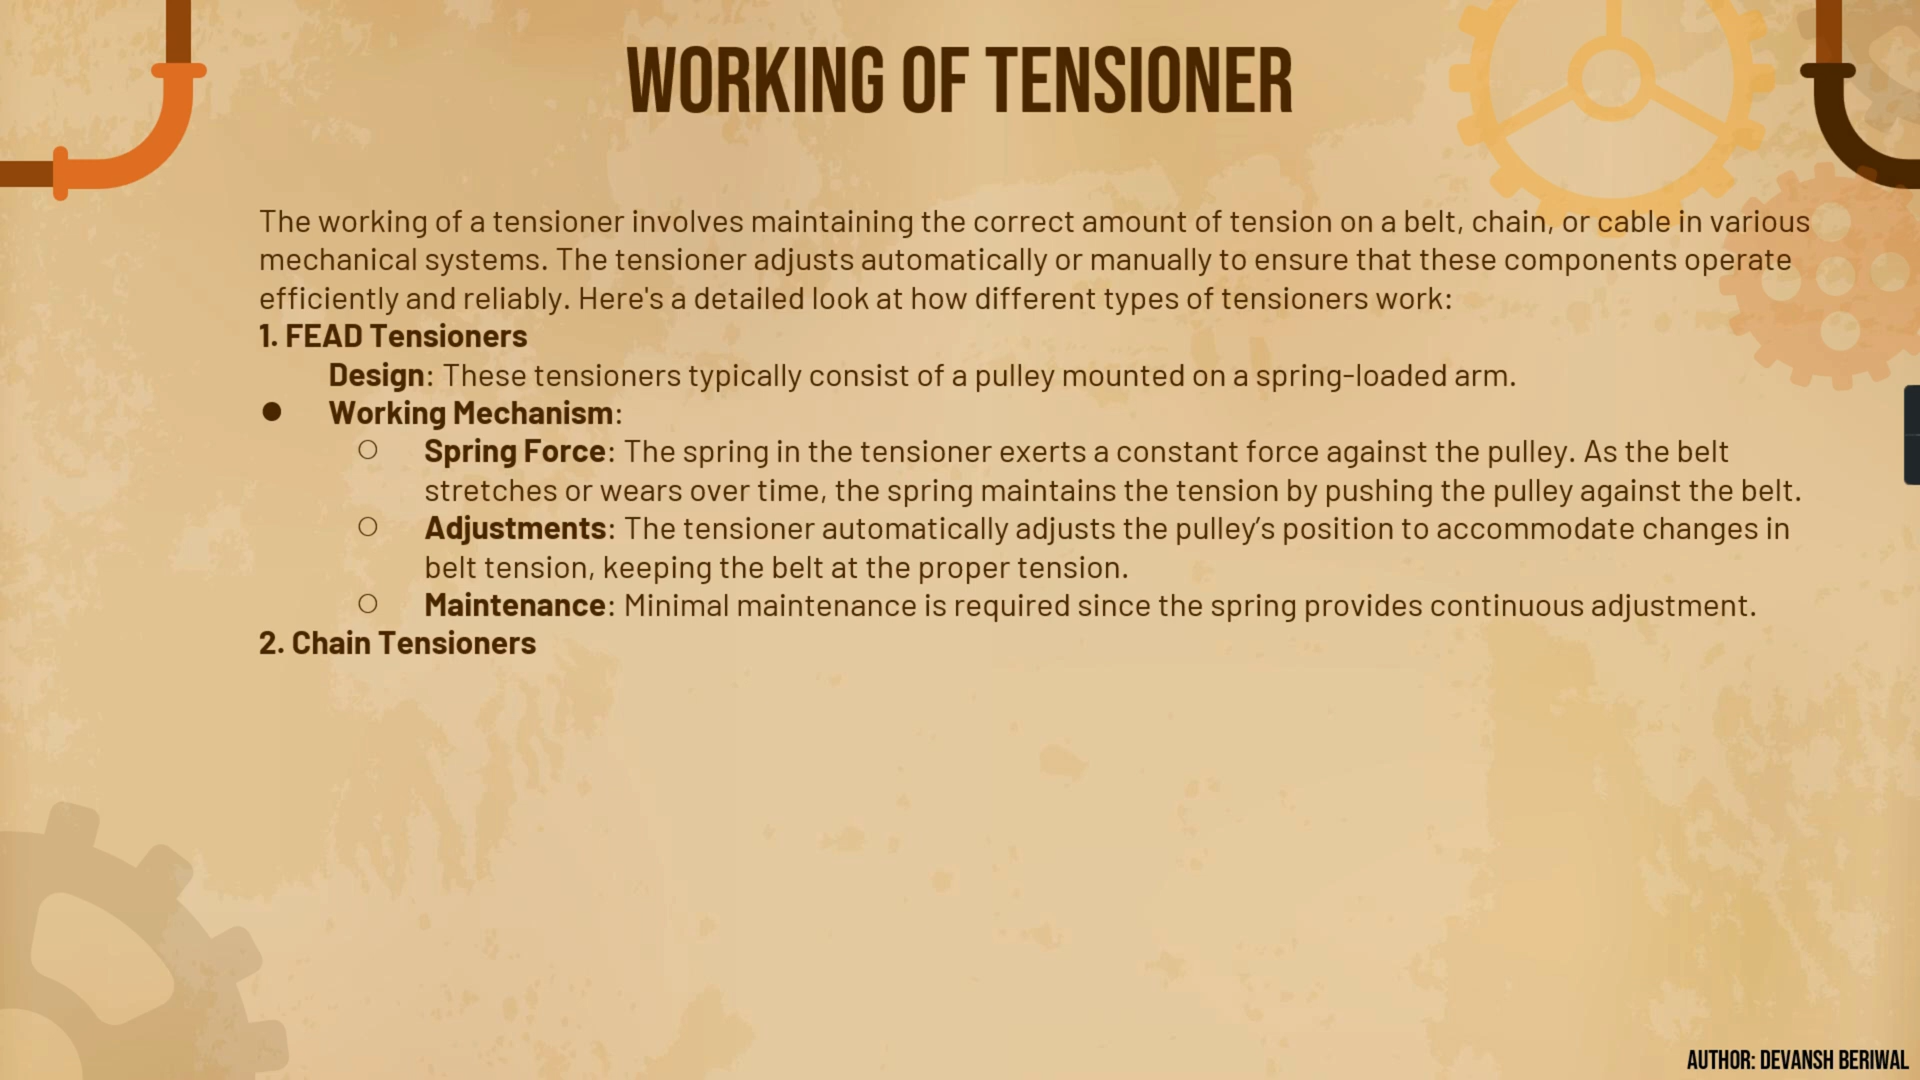 WORKING OF TENSIONER
The working of a tensioner involves maintaining the correct amount of tension on a belt, chain, or cable in various
mechanical systems. The tensioner adjusts automatically or manually to ensure that these components operate
efficiently and reliably. Here's a detailed look at how different types of tensioners work:
1. FEAD Tensioners
Design: These tensioners typically consist of a pulley mounted on a spring-loaded arm.
● Working Mechanism:
○ Spring Force: The spring in the tensioner exerts a constant force against the pulley. As the belt
stretches or wears over time, the spring maintains the tension by pushing the pulley against the belt.
○ Adjustments: The tensioner automatically adjusts the pulley’s position to accommodate changes in
belt tension, keeping the belt at the proper tension.
○ Maintenance: Minimal maintenance is required since the spring provides continuous adjustment.
2. Chain Tensioners
AUTHOR: DEVANSH BERIWAL